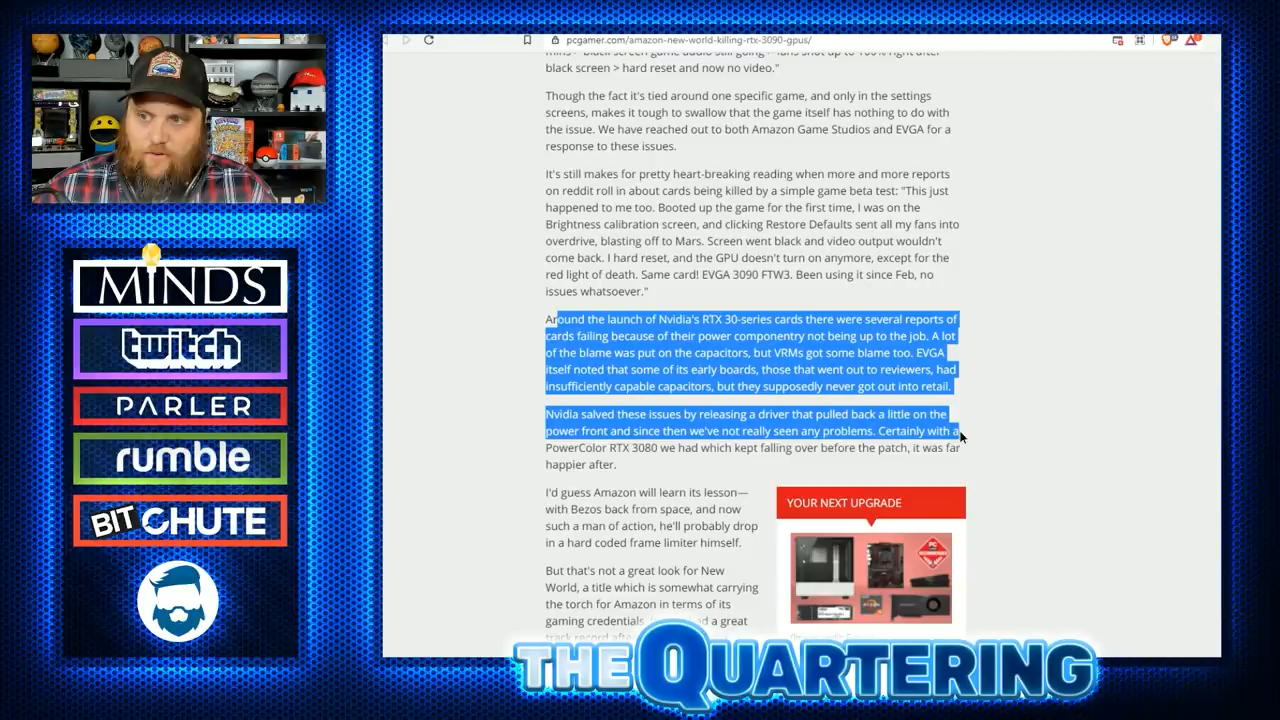 pcgamer.com/amazon-new-world-killing-rtx-3090-gpus/
black screen > hard reset and now no video."
Though the fact it's tied around one specific game, and only in the settings
screens, makes it tough to swallow that the game itself has nothing to do with
the issue. We have reached out to both Amazon Game Studios and EVGA for a
response to these issues.
It's still makes for pretty heart-breaking reading when more and more reports
on reddit roll in about cards being killed by a simple game beta test: "This just
happened to me too. Booted up the game for the first time, I was on the
Brightness calibration screen, and clicking Restore Defaults sent all my fans into
overdrive, blasting off to Mars. Screen went black and video output wouldn't
come back. I hard reset, and the GPU doesn't turn on anymore, except for the
red light of death. Same card! EVGA 3090 FTW3. Been using it since Feb, no
issues whatsoever."
Around the launch of Nvidia's RTX 30-series cards there were several reports of
cards failing because of their power componentry not being up to the job. A lot
of the blame was put on the capacitors, but VRMs got some blame too. EVGA
itself noted that some of its early boards, those that went out to reviewers, had
insufficiently capable capacitors, but they supposedly never got out into retail.
Nvidia salved these issues by releasing a driver that pulled back a little on the
power front and since then we've not really seen any problems. Certainly with a
PowerColor RTX 3080 we had which kept falling over before the patch, it was far
happier after.
I'd guess Amazon will learn its lesson—
with Bezos back from space, and now
such a man of action, he'll probably drop
in a hard coded frame limiter himself.
But that's not a great look for New
World, a title which is somewhat carrying
the torch for Amazon in terms of its
gaming credentials,
YOUR NEXT UPGRADE
MINDS
twitch
PARLER
rumble
BITCHUTE
THE QUARTERING